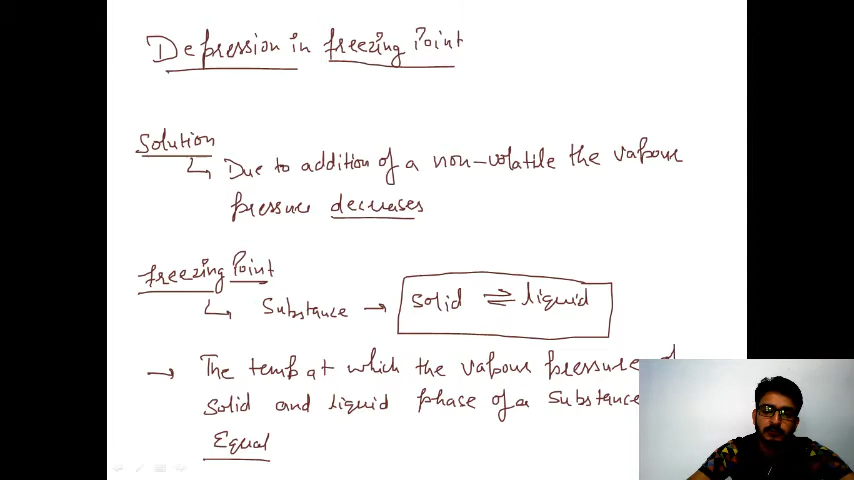 Depression in freezing Point
Solution
Due to addition of a non-volatile the vapour
pressure decreases
freezing Point
Substance → Solid ⇌ liquid
→ The temp at which the vapour pressure of
Solid and liquid phase of a Substance
Equal